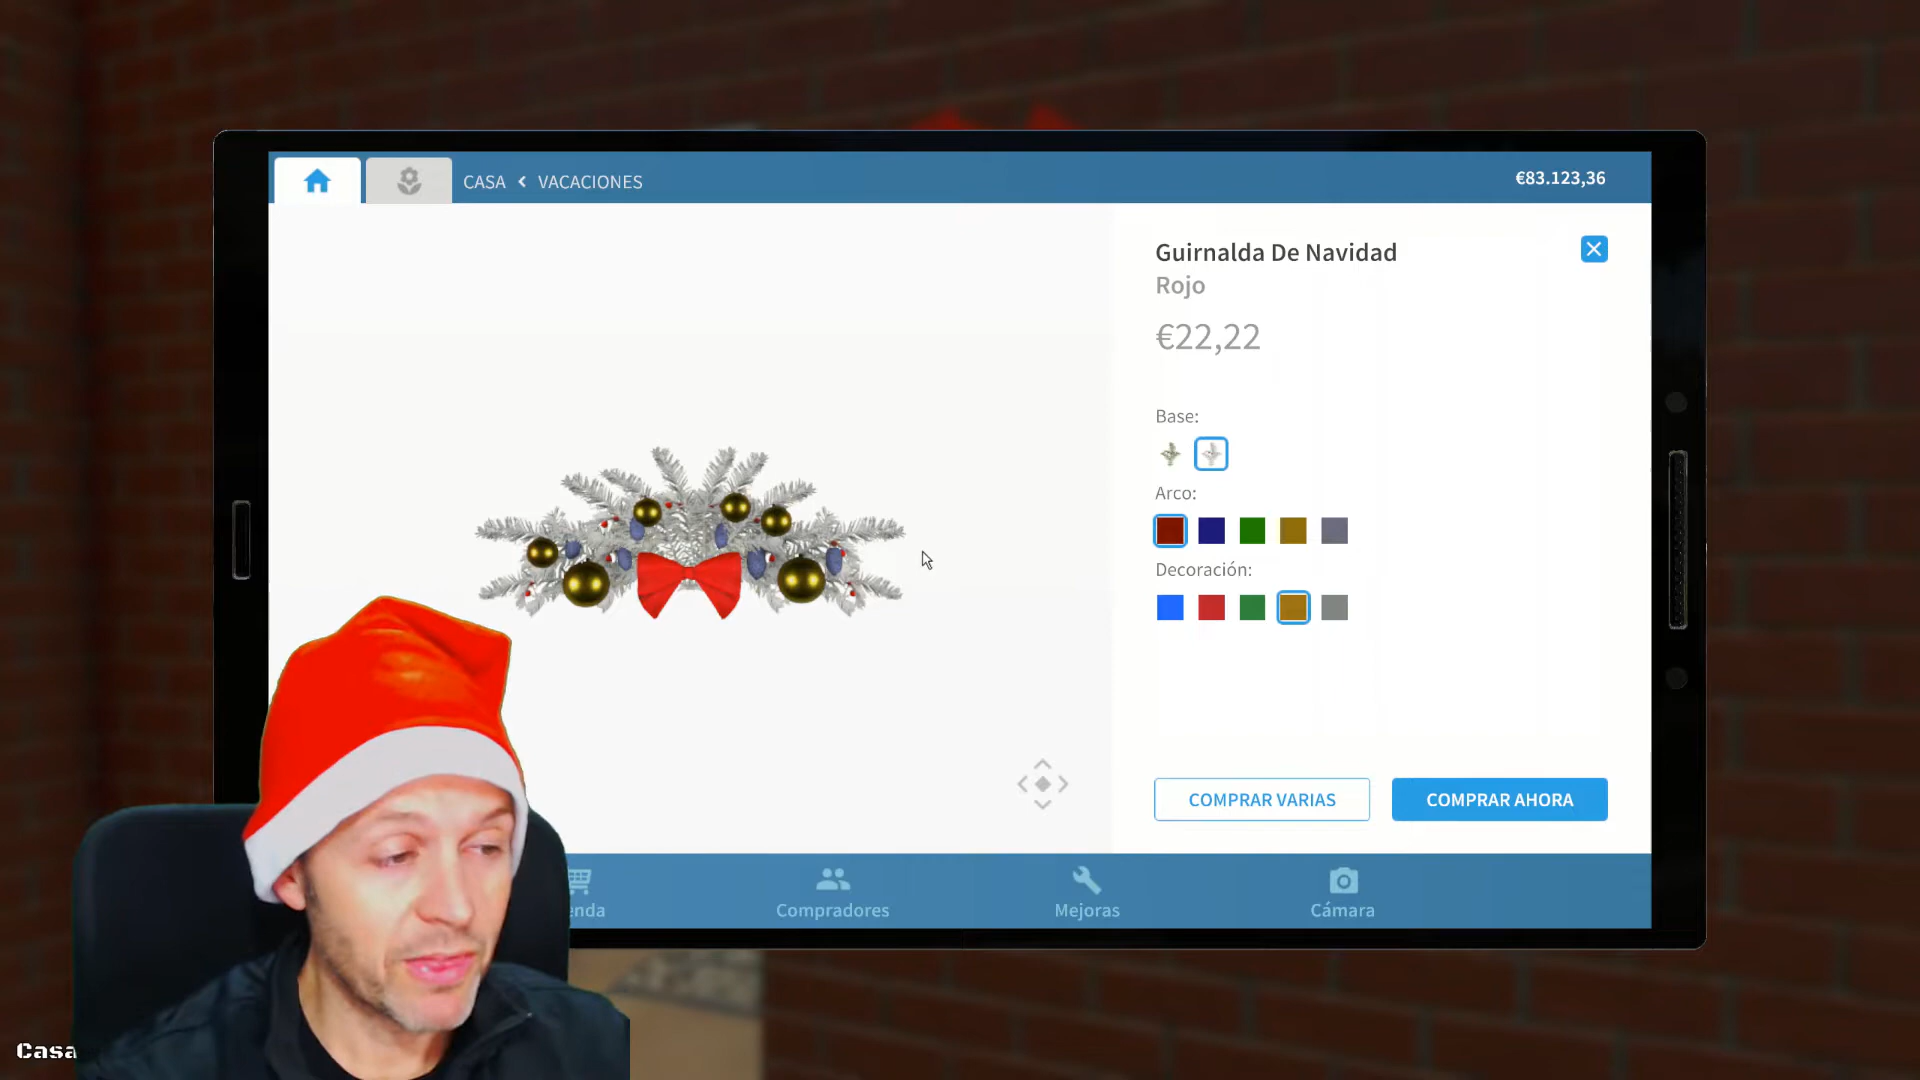 CASA < VACACIONES
€83.123,36
Guirnalda De Navidad
Rojo
€22,22
Base:
Arco:
Decoración:
COMPRAR VARIAS
COMPRAR AHORA
enda
Compradores
Mejoras
Cámara
Casa